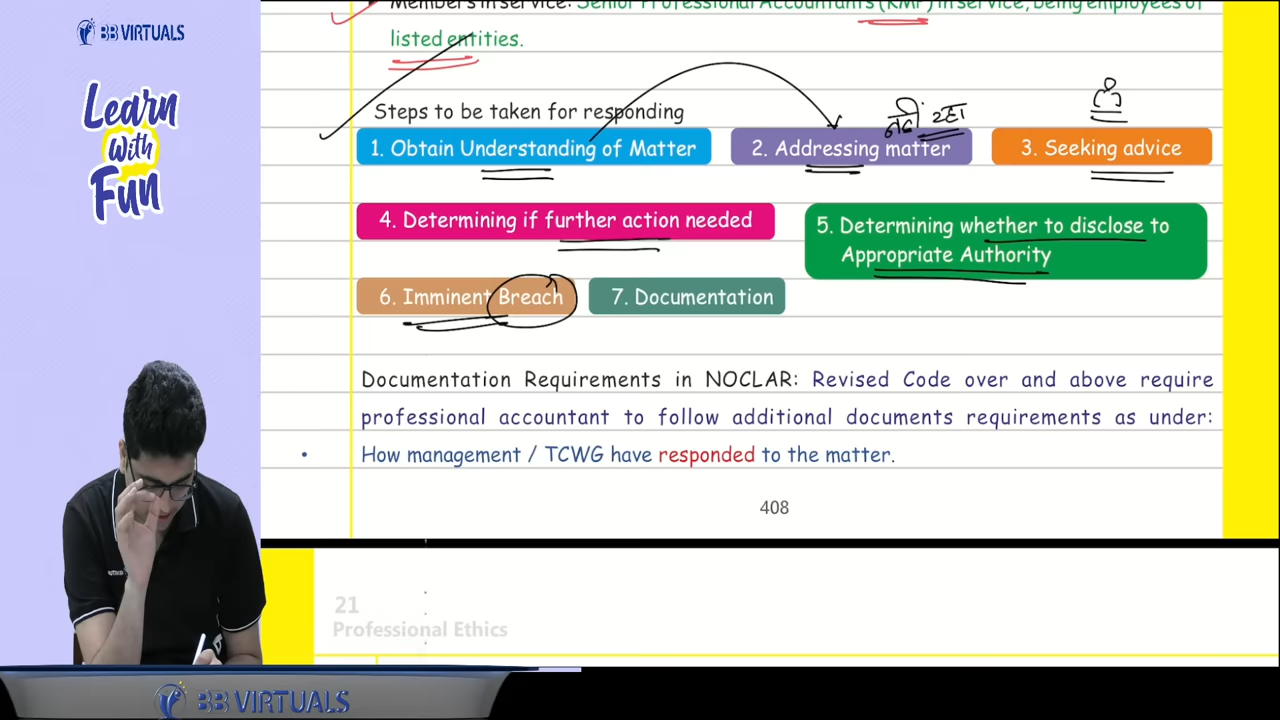 BB VIRTUALS
Learn
With
Fun
Members in service: Senior Professional Accountants (KMP) in service, being employees of
listed entities.
Steps to be taken for responding
1. Obtain Understanding of Matter
2. Addressing matter
3. Seeking advice
4. Determining if further action needed
5. Determining whether to disclose to
Appropriate Authority
6. Imminent Breach
7. Documentation
Documentation Requirements in NOCLAR: Revised Code over and above require
professional accountant to follow additional documents requirements as under:
• How management / TCWG have responded to the matter.
408
21
Professional Ethics
BB VIRTUALS